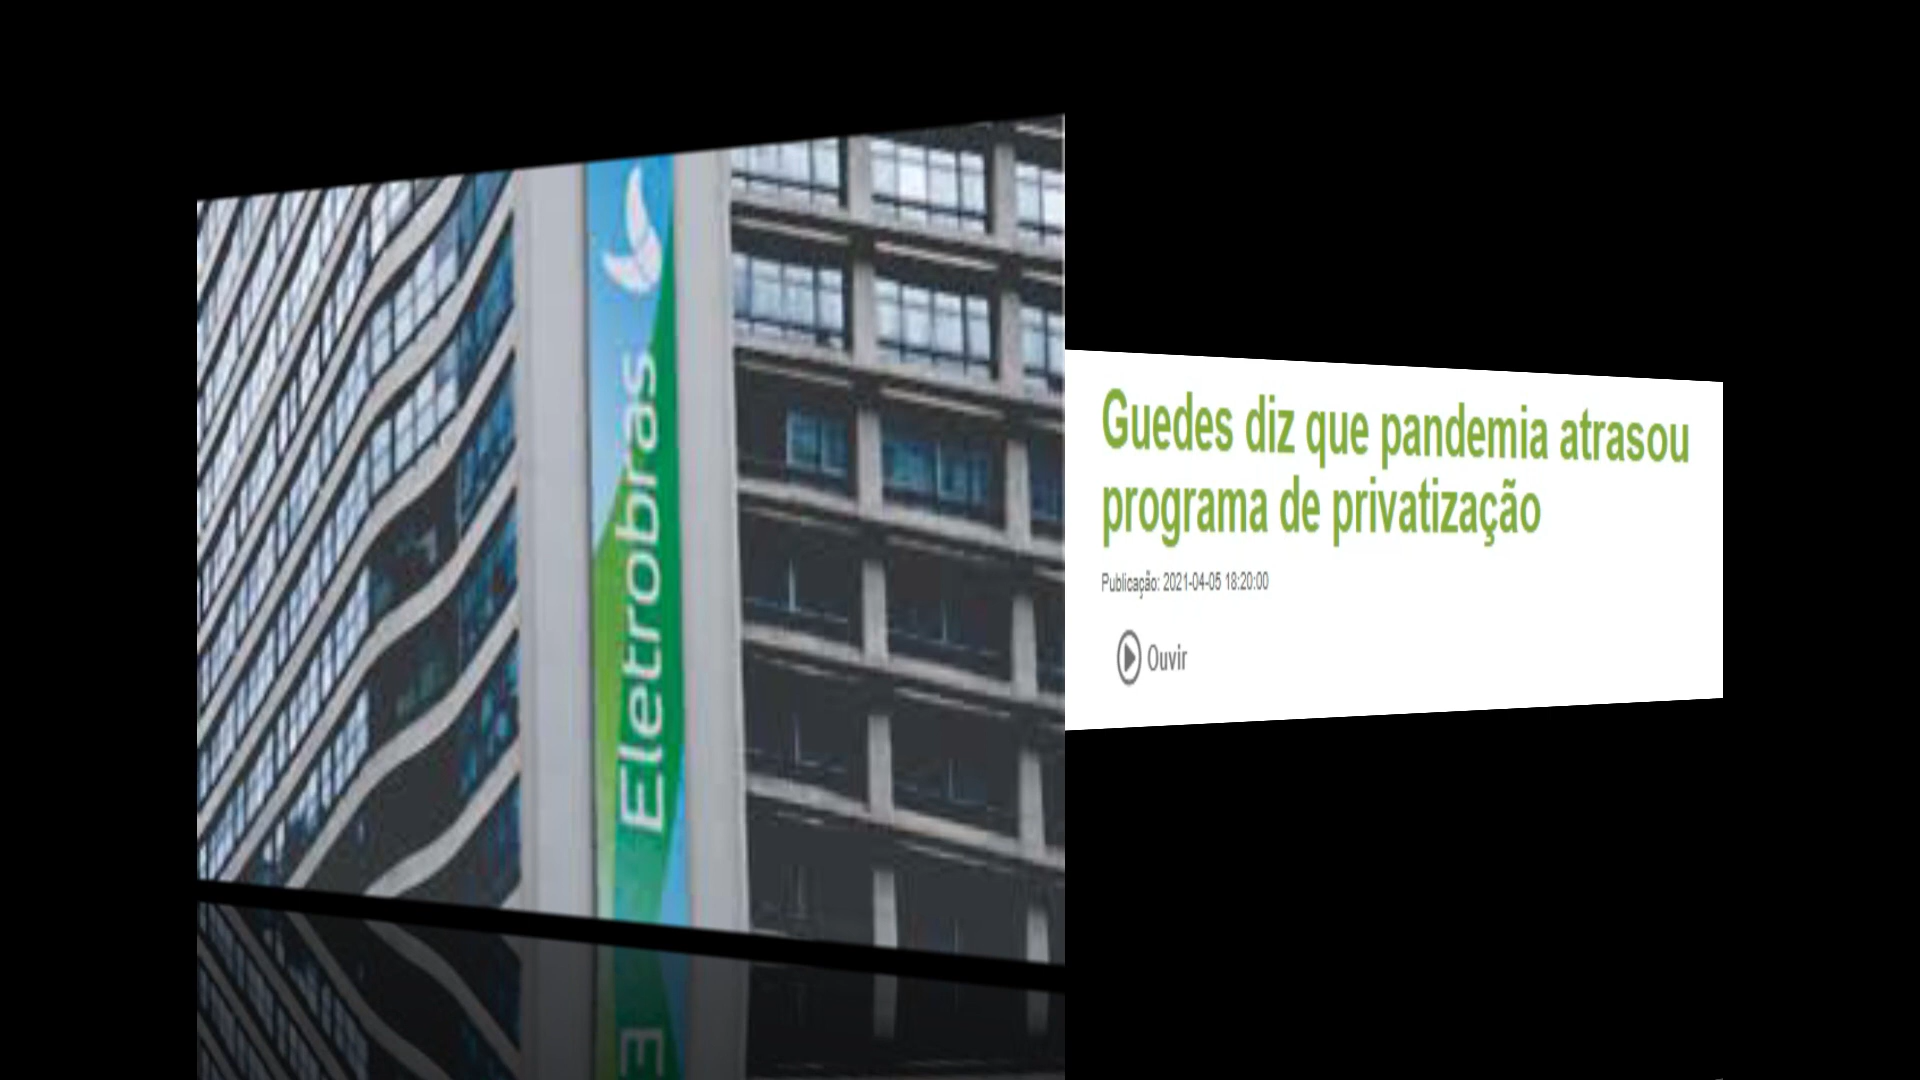 Eletrobras
Guedes diz que pandemia atrasou
programa de privatização
Publicação: 2021-04-05 18:20:00
Ouvir